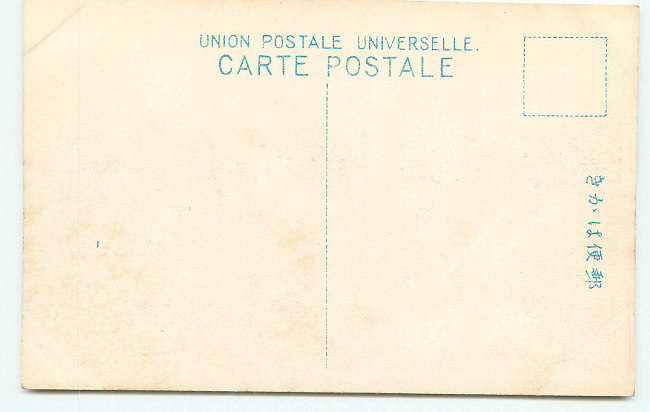 UNION POSTALE UNIVERSELLE.
CARTE POSTALE
きかは便郵